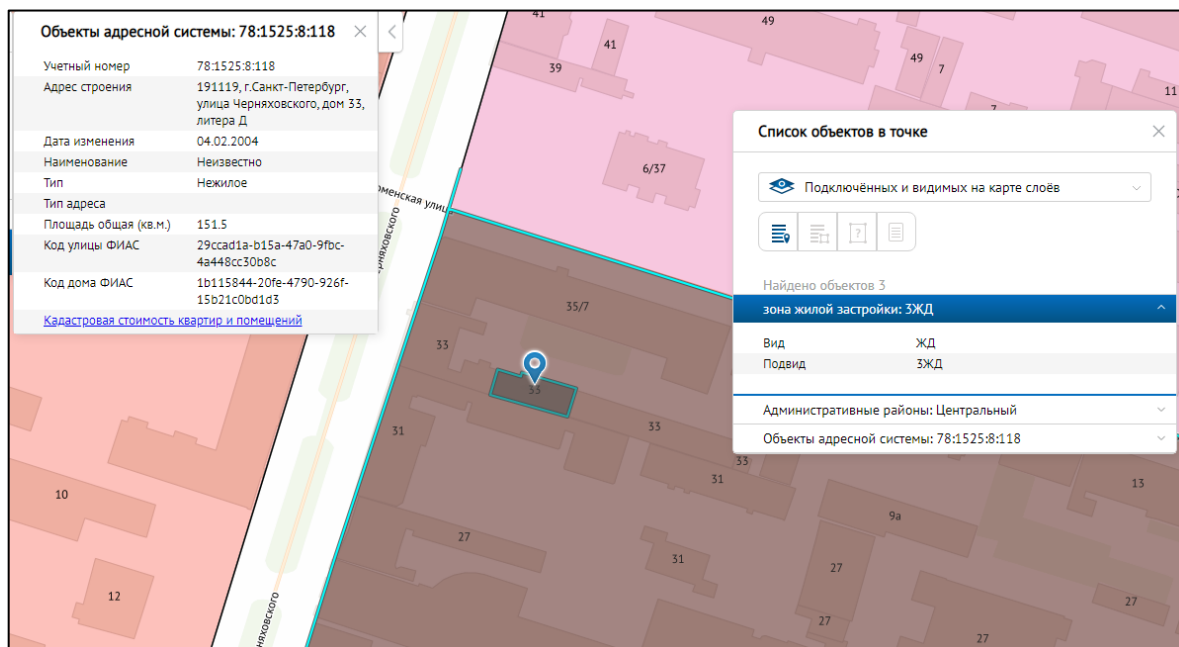 Объекты адресной системы: 78:1525:8:118
Учетный номер 78:1525:8:118
Адрес строения 191119, г.Санкт-Петербург,
улица Черняховского, дом 33,
литера Д
Дата изменения 04.02.2004
Наименование Неизвестно
Тип Нежилое
Тип адреса
Площадь общая (кв.м.) 151.5
Код улицы ФИАС 29ccad1a-b15a-47a0-9fbc-
4a448cc30b8c
Код дома ФИАС 1b115844-20fe-4790-926f-
15b21c0bd1d3
Кадастровая стоимость квартир и помещений
Список объектов в точке
Подключённых и видимых на карте слоёв
Найдено объектов 3
зона жилой застройки: 3ЖД
Вид ЖД
Подвид 3ЖД
Административные районы: Центральный
Объекты адресной системы: 78:1525:8:118
41
49
41
39
49
7
11
7
6/37
юменская улиц
ерняховского
35/7
33
33
33
31
33
31
13
10
9а
27
31
27
12
27
27
27
няховского